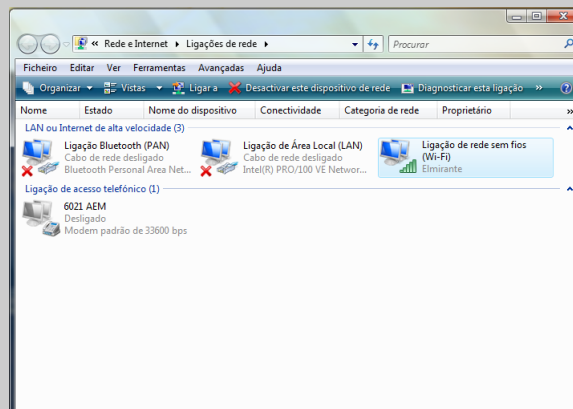 « Rede e Internet ▸ Ligações de rede ▸
Procurar
Ficheiro Editar Ver Ferramentas Avançadas Ajuda
Organizar Vistas Ligar a Desactivar este dispositivo de rede Diagnosticar esta ligação »
Nome Estado Nome do dispositivo Conectividade Categoria de rede Proprietário »
LAN ou Internet de alta velocidade (3)
Ligação Bluetooth (PAN)
Cabo de rede desligado
Bluetooth Personal Area Net...
Ligação de Área Local (LAN)
Cabo de rede desligado
Intel(R) PRO/100 VE Networ...
Ligação de rede sem fios
(Wi-Fi)
Elmirante
Ligação de acesso telefónico (1)
6021 AEM
Desligado
Modem padrão de 33600 bps